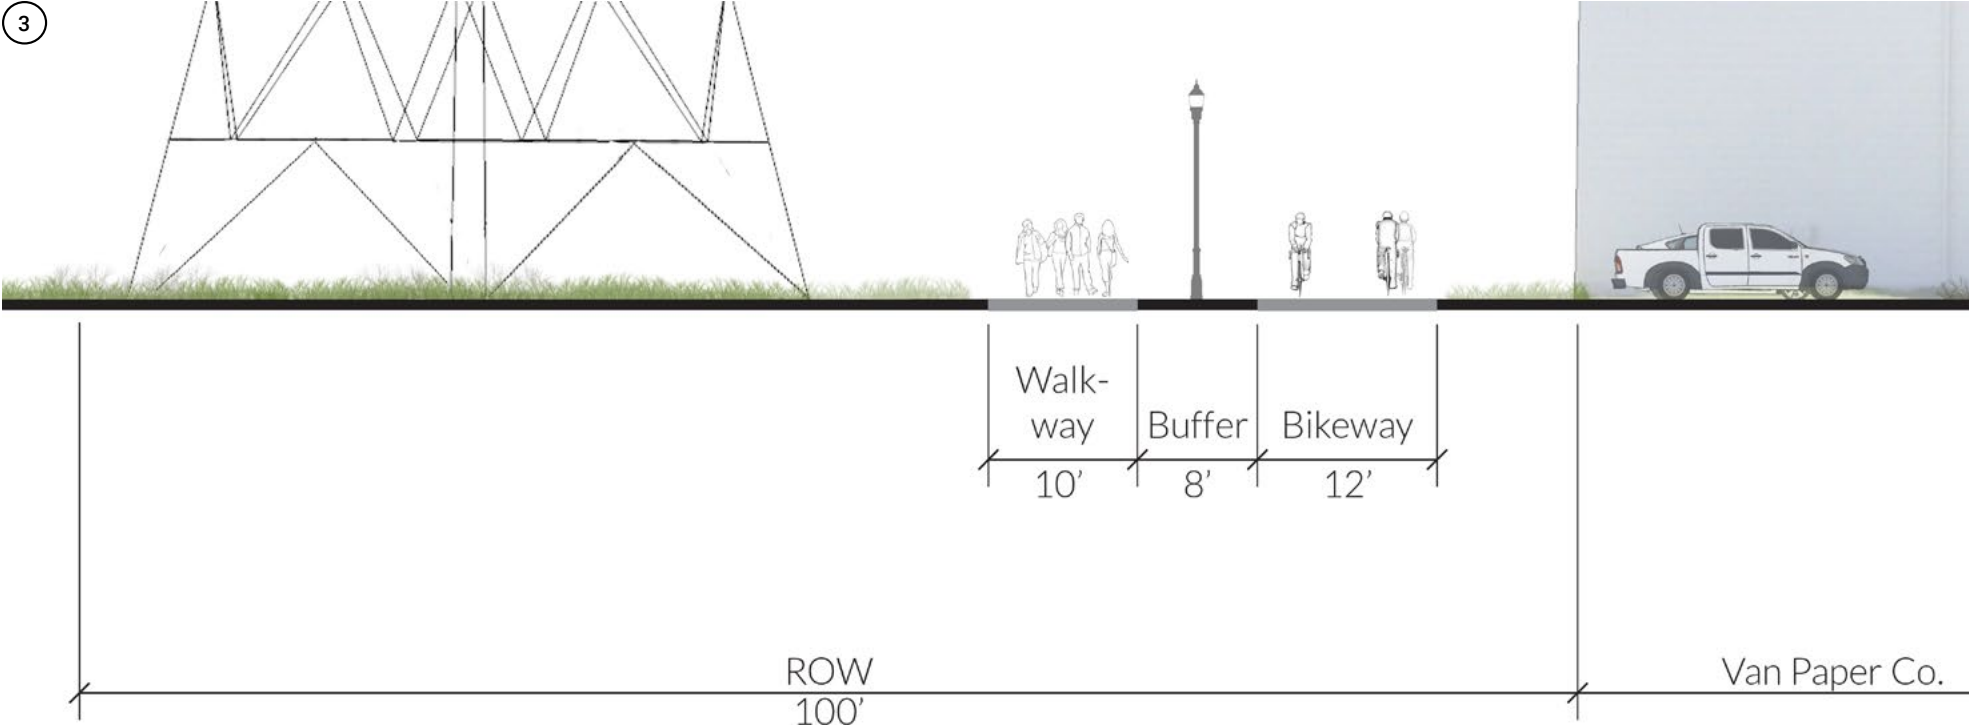 3
Walk-
way
Buffer
Bikeway
10’
8’
12’
ROW
100’
Van Paper Co.